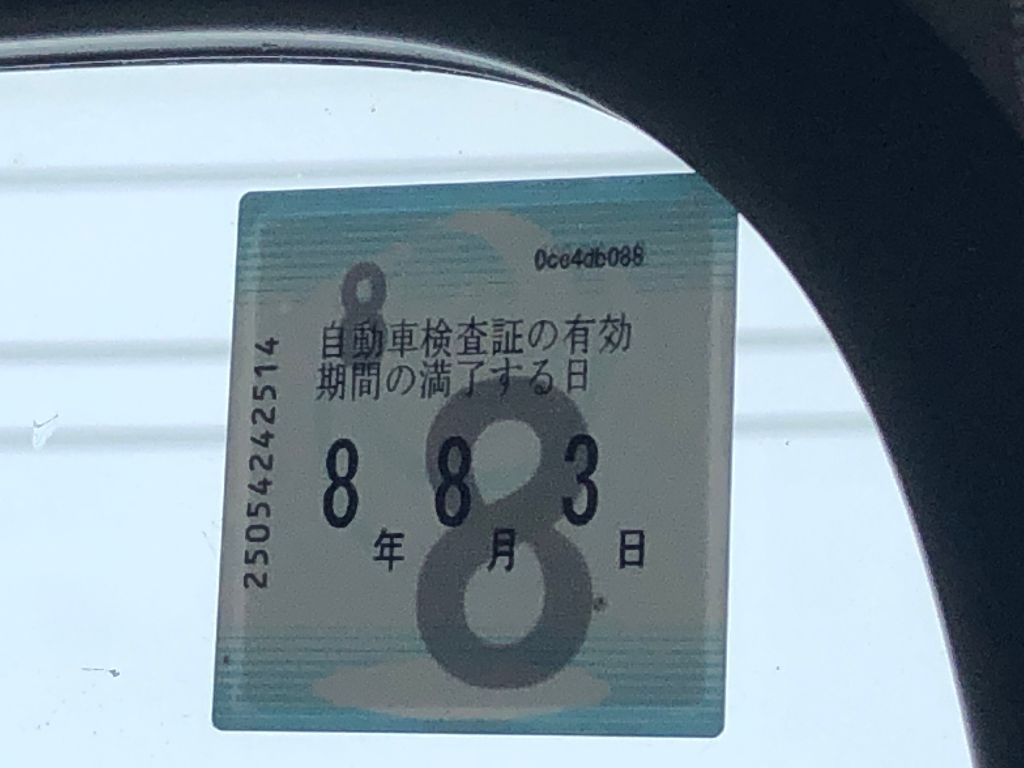 0ce4db088
自動車検査証の有効
期間の満了する日
8年 8月 3日
25054242514